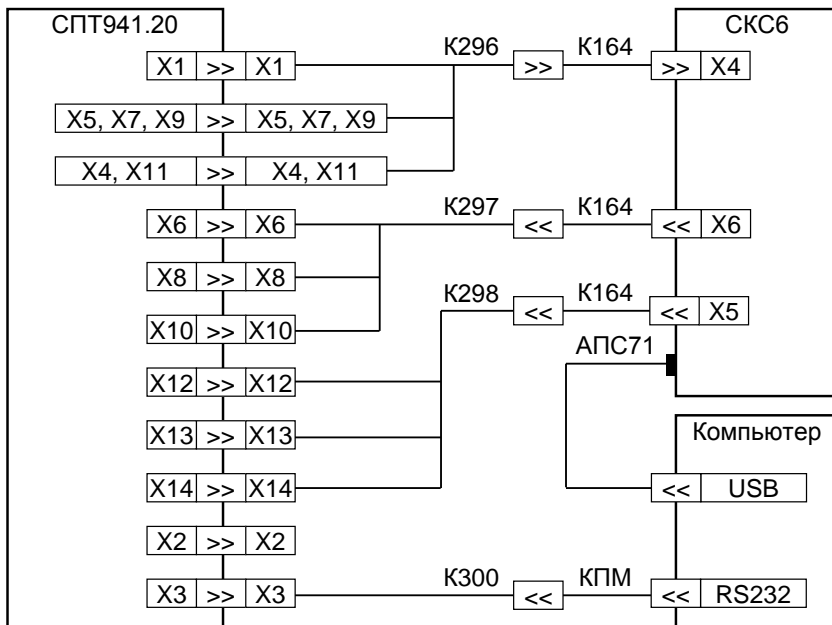 СПТ941.20 СКС6
К296 К164
X1 >> X1 >> >> X4
X5, X7, X9 >> X5, X7, X9
X4, X11 >> X4, X11
К297 К164
X6 >> X6 << << X6
X8 >> X8
К298 К164
X10 >> X10 << << X5
АПС71
X12 >> X12
X13 >> X13 Компьютер
X14 >> X14 << USB
X2 >> X2
К300 КПМ
X3 >> X3 << << RS232